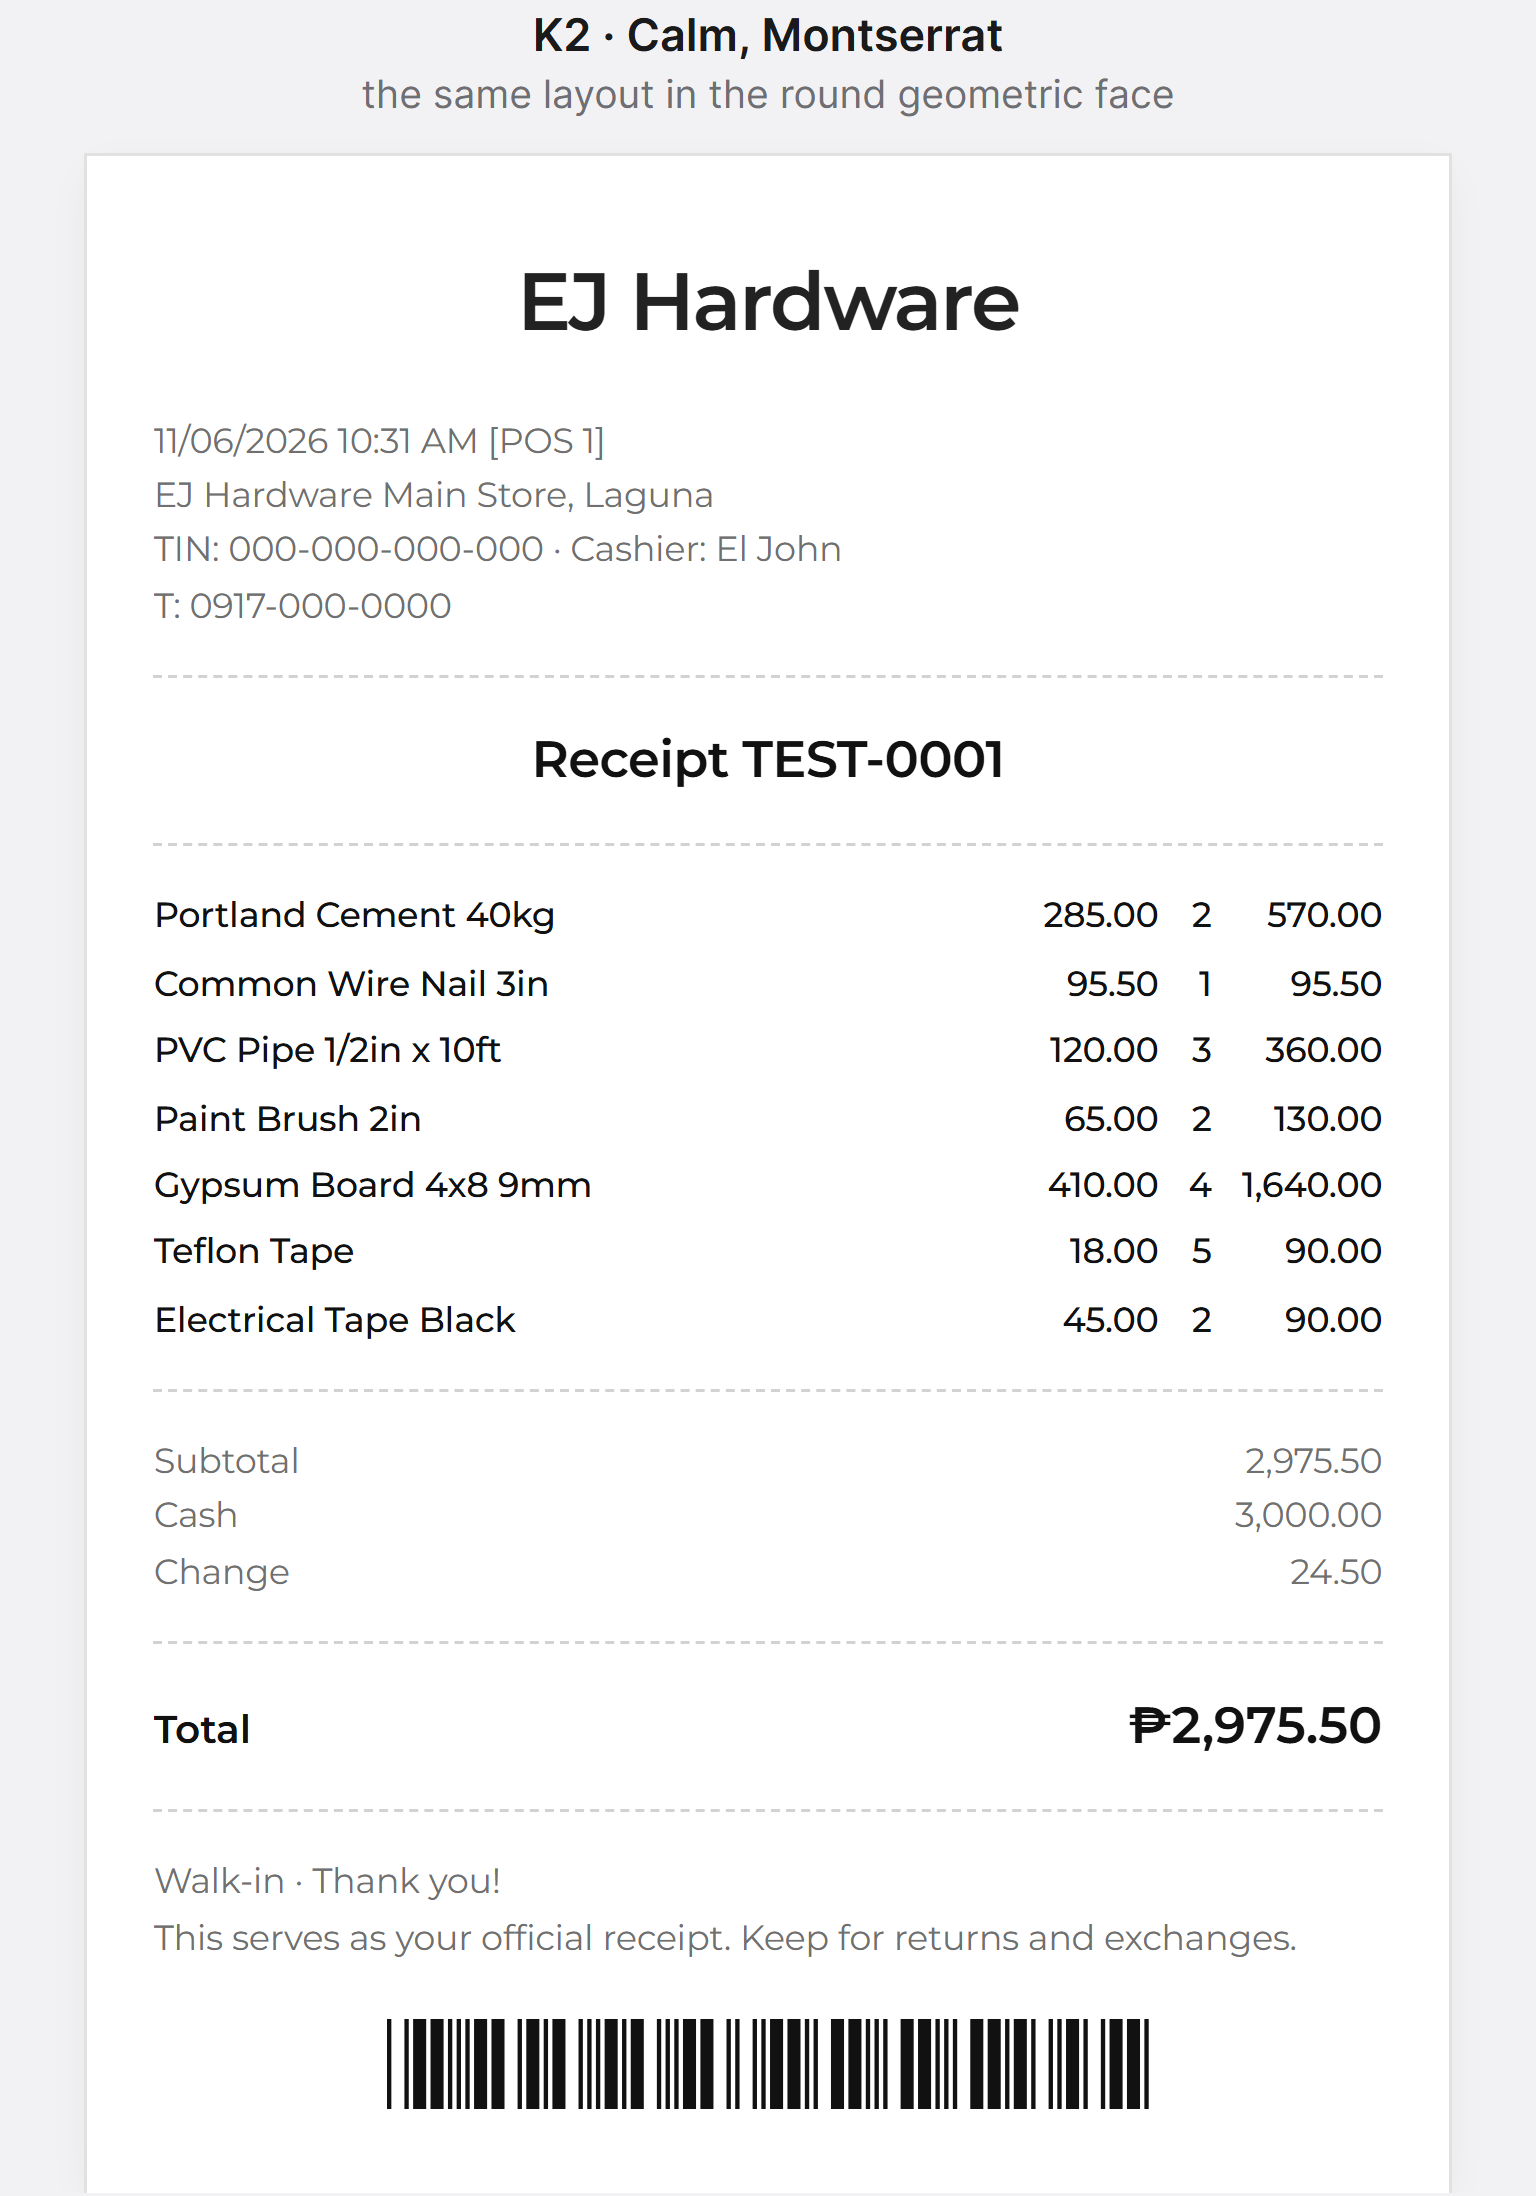 K2 · Calm, Montserrat
the same layout in the round geometric face
EJ Hardware
11/06/2026 10:31 AM [POS 1]
EJ Hardware Main Store, Laguna
TIN: 000-000-000-000 · Cashier: El John
T: 0917-000-0000
Receipt TEST-0001
Portland Cement 40kg 285.00 2 570.00
Common Wire Nail 3in 95.50 1 95.50
PVC Pipe 1/2in x 10ft 120.00 3 360.00
Paint Brush 2in 65.00 2 130.00
Gypsum Board 4x8 9mm 410.00 4 1,640.00
Teflon Tape 18.00 5 90.00
Electrical Tape Black 45.00 2 90.00
Subtotal 2,975.50
Cash 3,000.00
Change 24.50
Total ₱2,975.50
Walk-in · Thank you!
This serves as your official receipt. Keep for returns and exchanges.